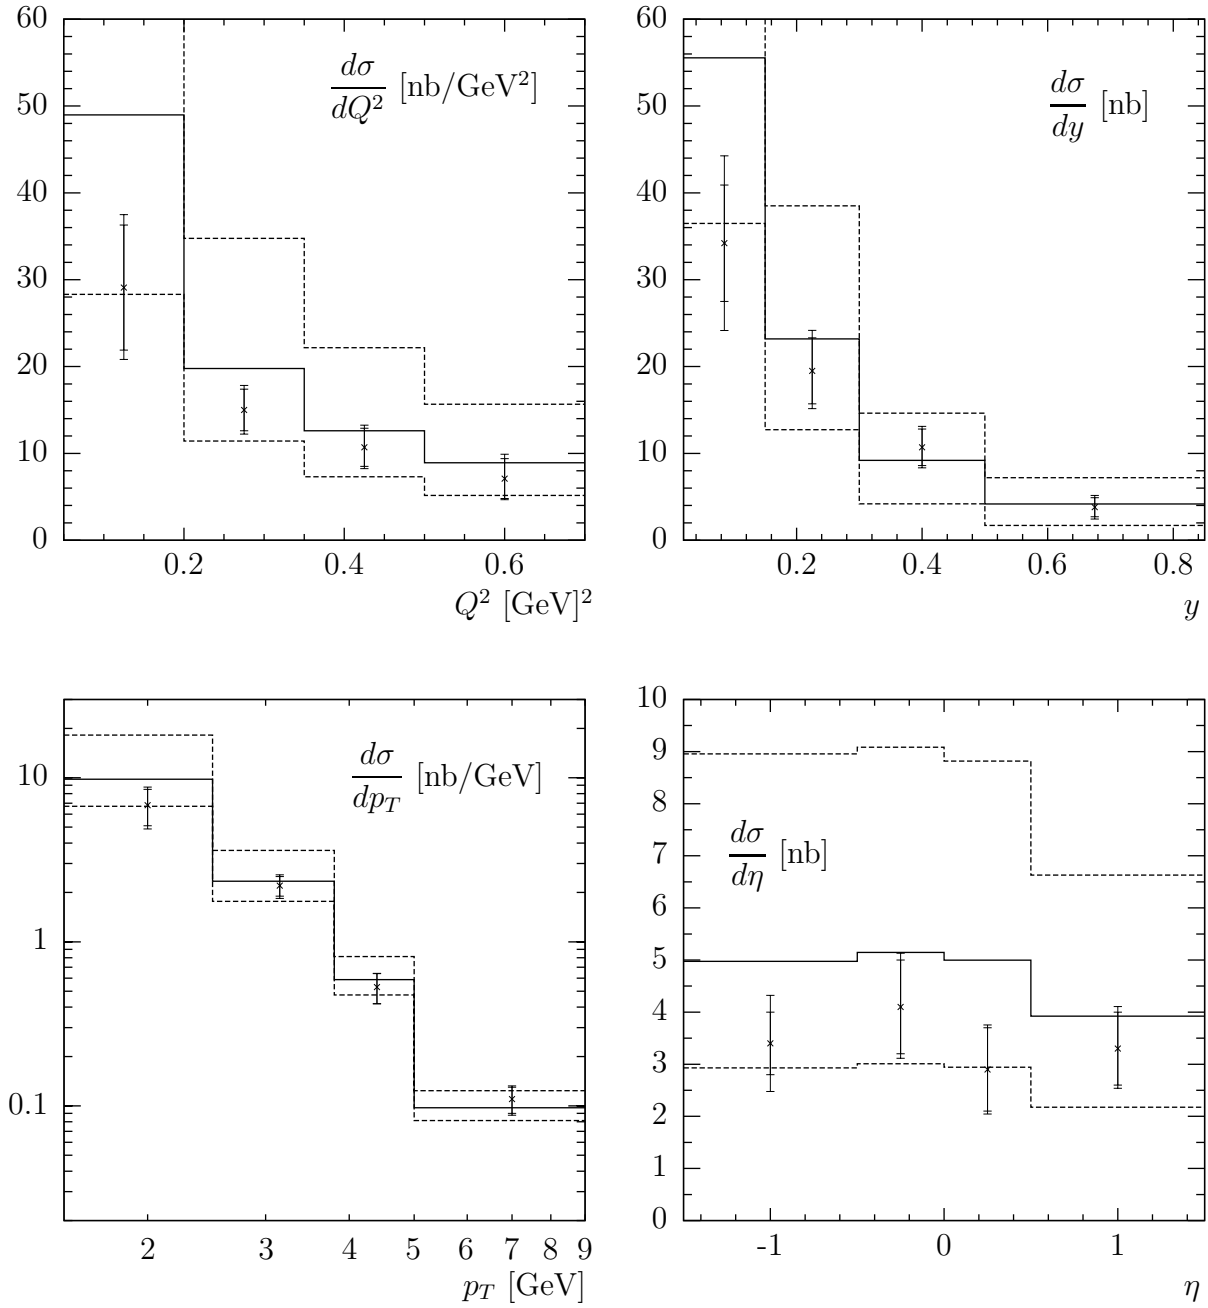 60
50
40
30
20
10
0
dσ/dQ² [nb/GeV²]
0.2 0.4 0.6
Q² [GeV]²
60
50
40
30
20
10
0
dσ/dy [nb]
0.2 0.4 0.6 0.8
y
10
1
0.1
dσ/dp_T [nb/GeV]
2 3 4 5 6 7 8 9
p_T [GeV]
10
9
8
7
6
5
4
3
2
1
0
dσ/dη [nb]
-1 0 1
η